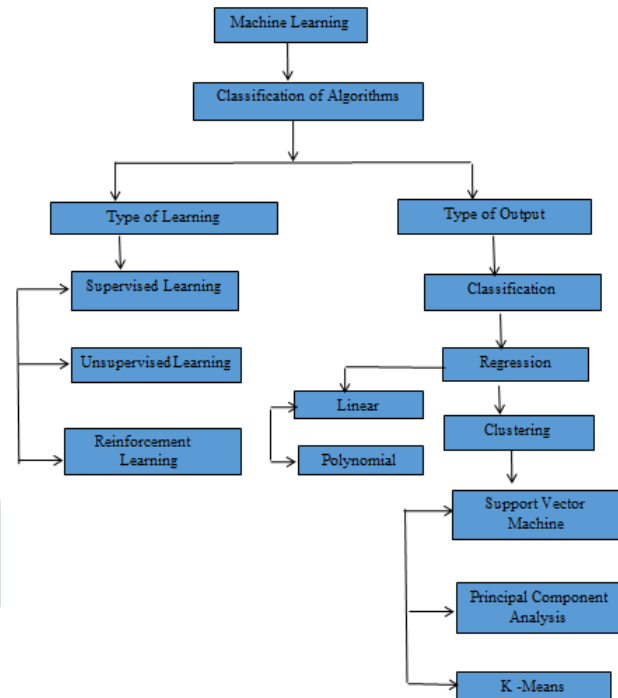 Machine Learning
Classification of Algorithms
Type of Learning
Type of Output
Supervised Learning
Classification
Unsupervised Learning
Regression
Linear
Clustering
Reinforcement
Learning
Polynomial
Support Vector
Machine
Principal Component
Analysis
K -Means